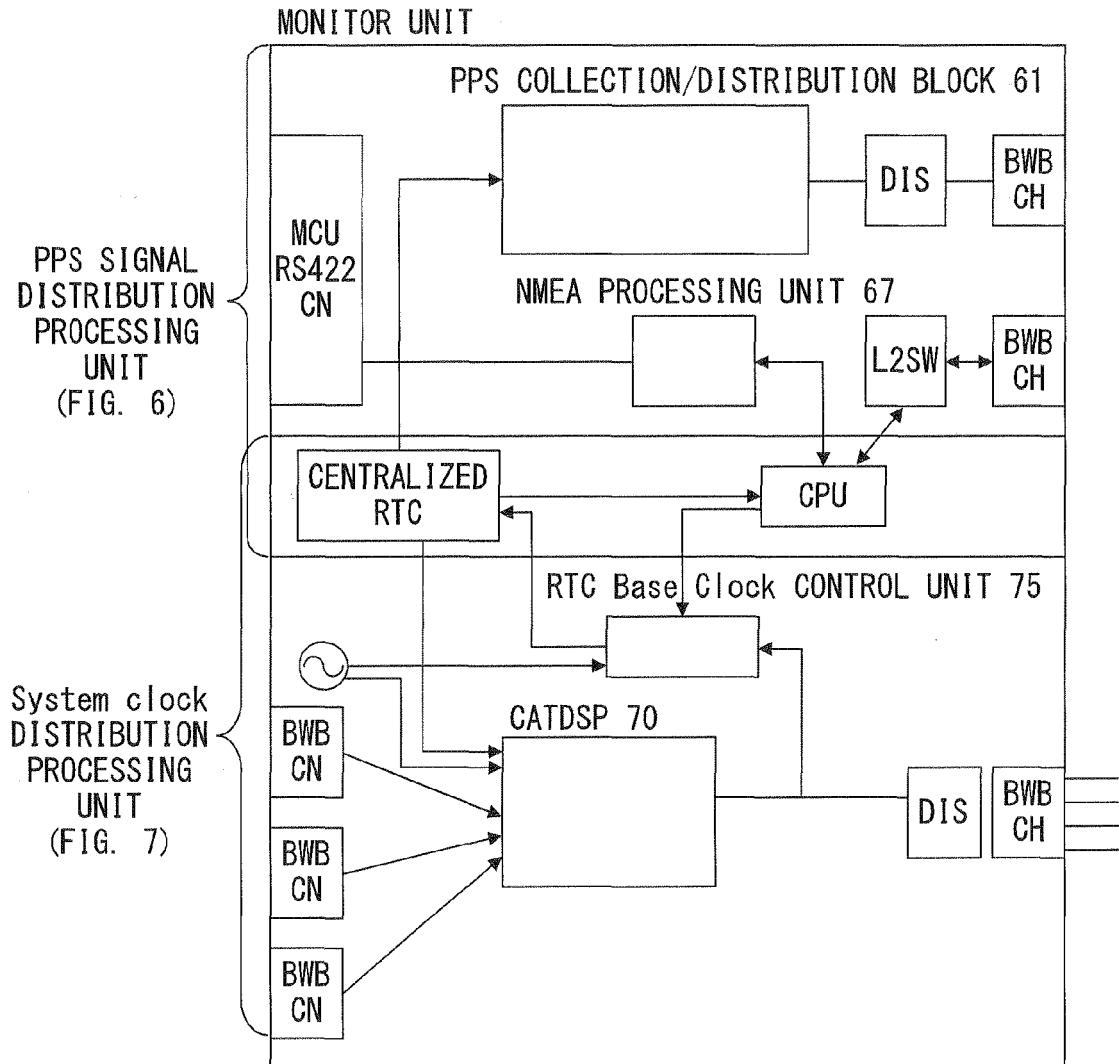 MONITOR UNIT
PPS COLLECTION/DISTRIBUTION BLOCK 61
MCU
RS422
CN
DIS
BWB
CH
PPS SIGNAL
DISTRIBUTION
PROCESSING
UNIT
(FIG. 6)
NMEA PROCESSING UNIT 67
L2SW
BWB
CH
CENTRALIZED
RTC
CPU
RTC Base Clock CONTROL UNIT 75
System clock
DISTRIBUTION
PROCESSING
UNIT
(FIG. 7)
BWB
CN
CATDSP 70
DIS
BWB
CH
BWB
CN
BWB
CN